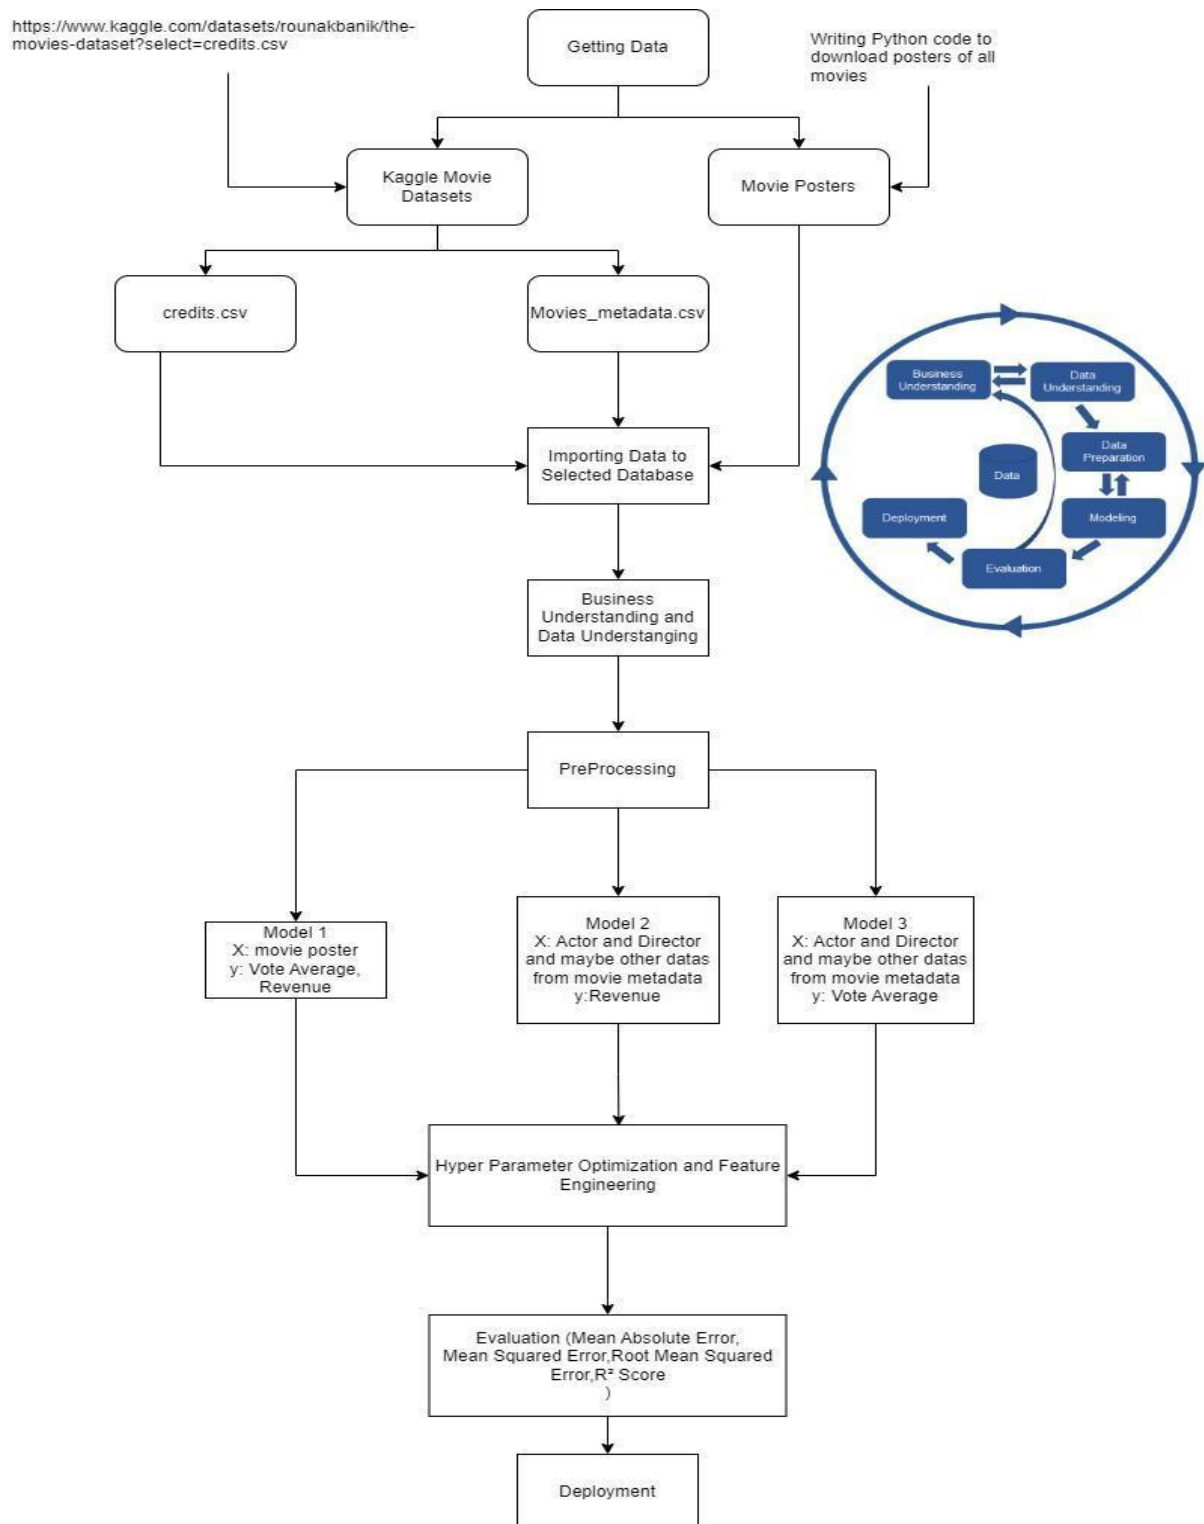 https://www.kaggle.com/datasets/rounakbanik/the-
movies-dataset?select=credits.csv
Getting Data
Writing Python code to
download posters of all
movies
Kaggle Movie
Datasets
Movie Posters
credits.csv
Movies_metadata.csv
Business
Understanding
Data
Understanding
Data
Preparation
Data
Modeling
Deployment
Evaluation
Importing Data to
Selected Database
Business
Understanding and
Data Understanging
PreProcessing
Model 1
X: movie poster
y: Vote Average,
Revenue
Model 2
X: Actor and Director
and maybe other datas
from movie metadata
y:Revenue
Model 3
X: Actor and Director
and maybe other datas
from movie metadata
y: Vote Average
Hyper Parameter Optimization and Feature
Engineering
Evaluation (Mean Absolute Error,
Mean Squared Error,Root Mean Squared
Error,R² Score
)
Deployment